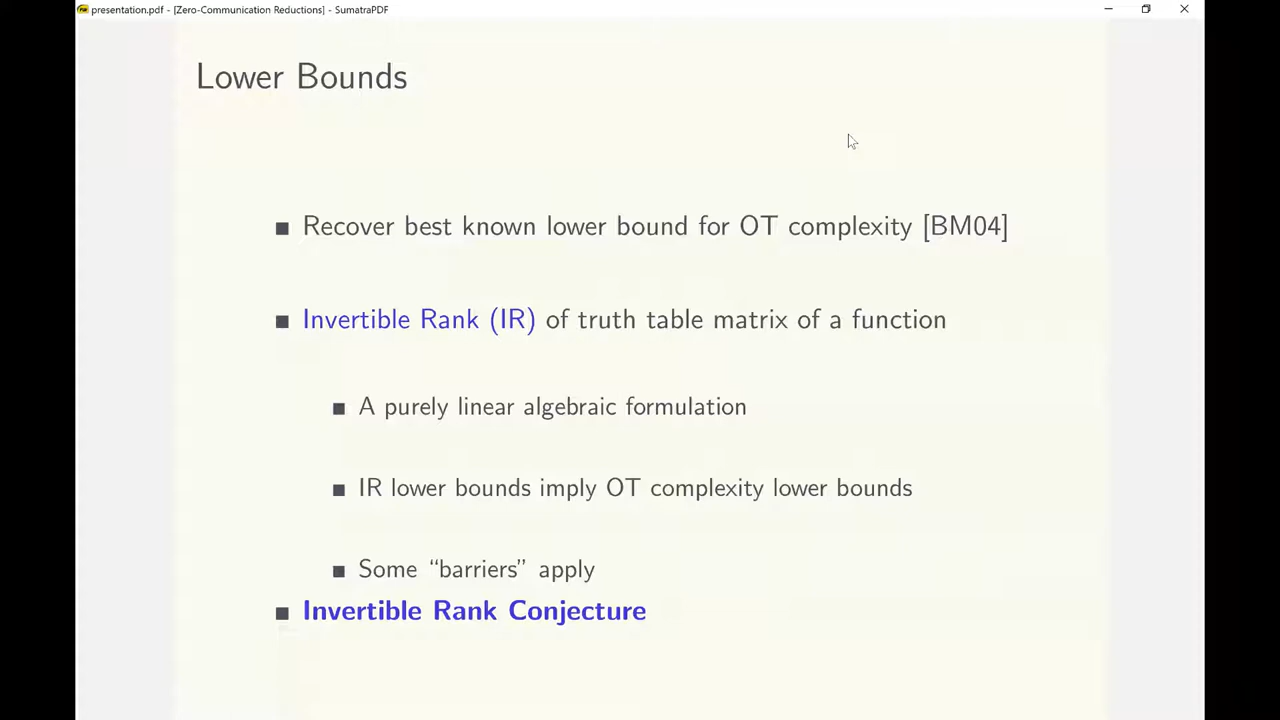 presentation.pdf - [Zero-Communication Reductions] - SumatraPDF
Lower Bounds
■ Recover best known lower bound for OT complexity [BM04]
■ Invertible Rank (IR) of truth table matrix of a function
■ A purely linear algebraic formulation
■ IR lower bounds imply OT complexity lower bounds
■ Some “barriers” apply
■ Invertible Rank Conjecture